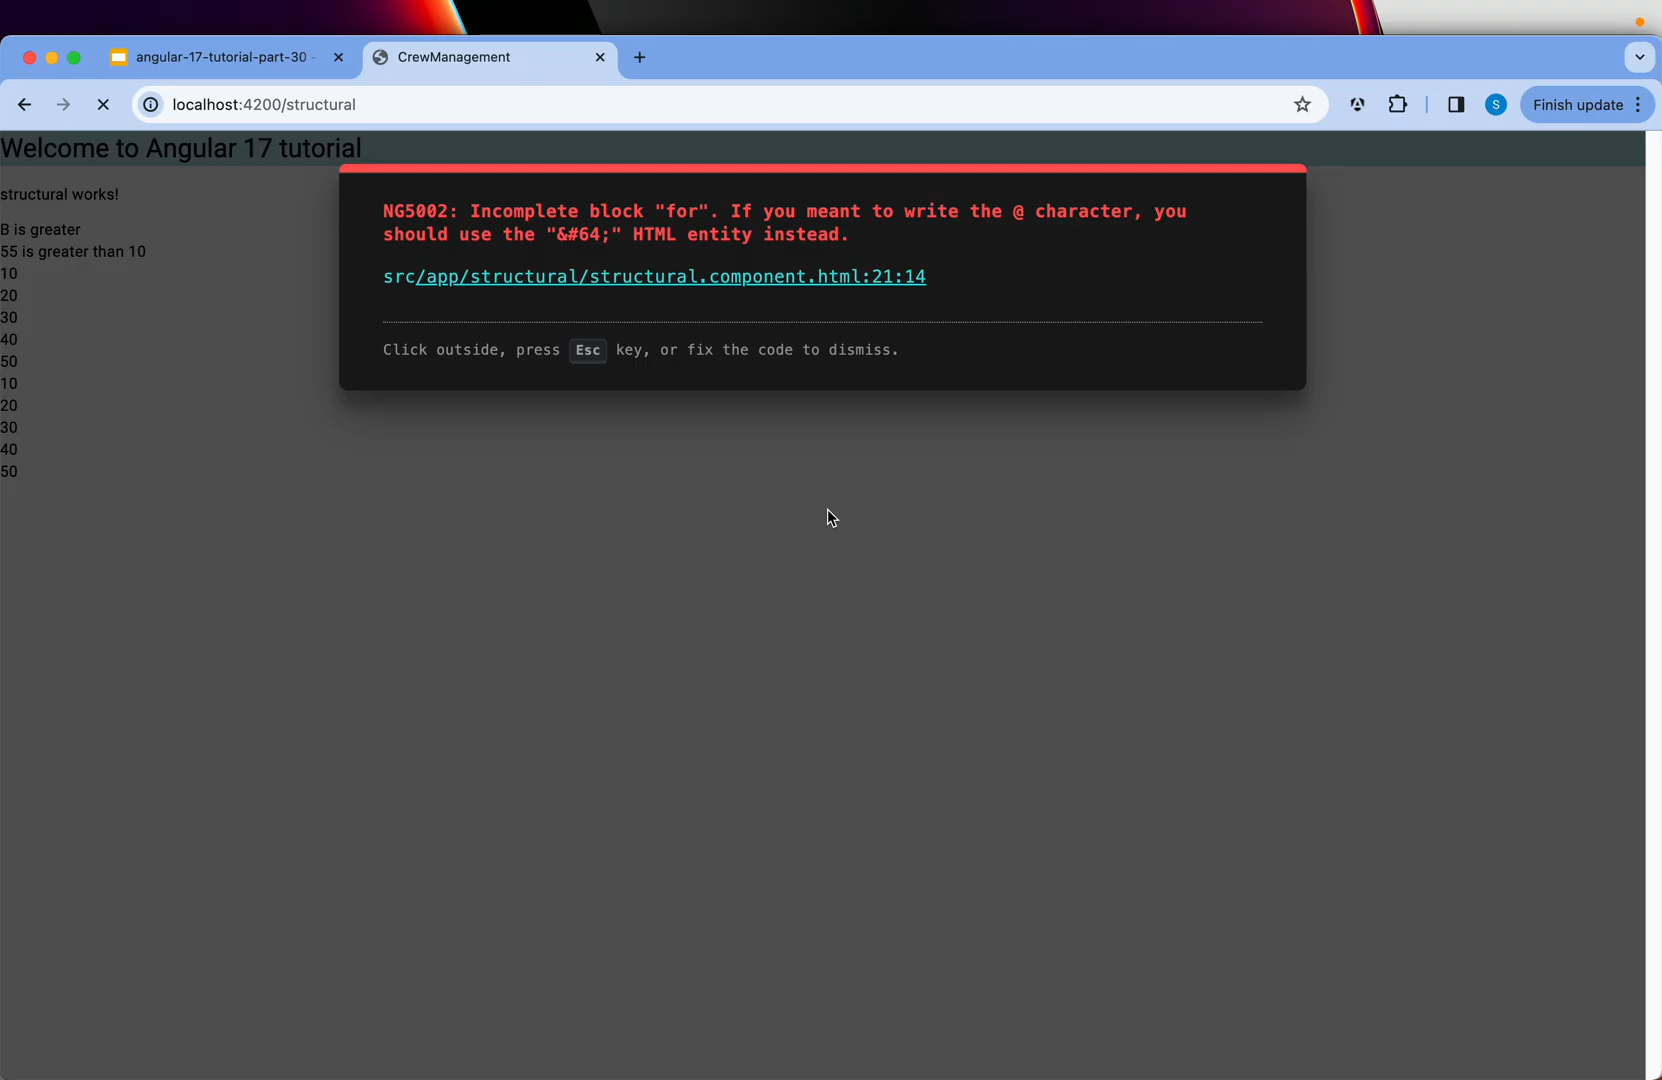 angular-17-tutorial-part-30 -
CrewManagement
localhost:4200/structural
S
Finish update
Welcome to Angular 17 tutorial
structural works!
B is greater
55 is greater than 10
10
20
30
40
50
10
20
30
40
50
NG5002: Incomplete block "for". If you meant to write the @ character, you
should use the "&#64;" HTML entity instead.
src/app/structural/structural.component.html:21:14
Click outside, press Esc key, or fix the code to dismiss.